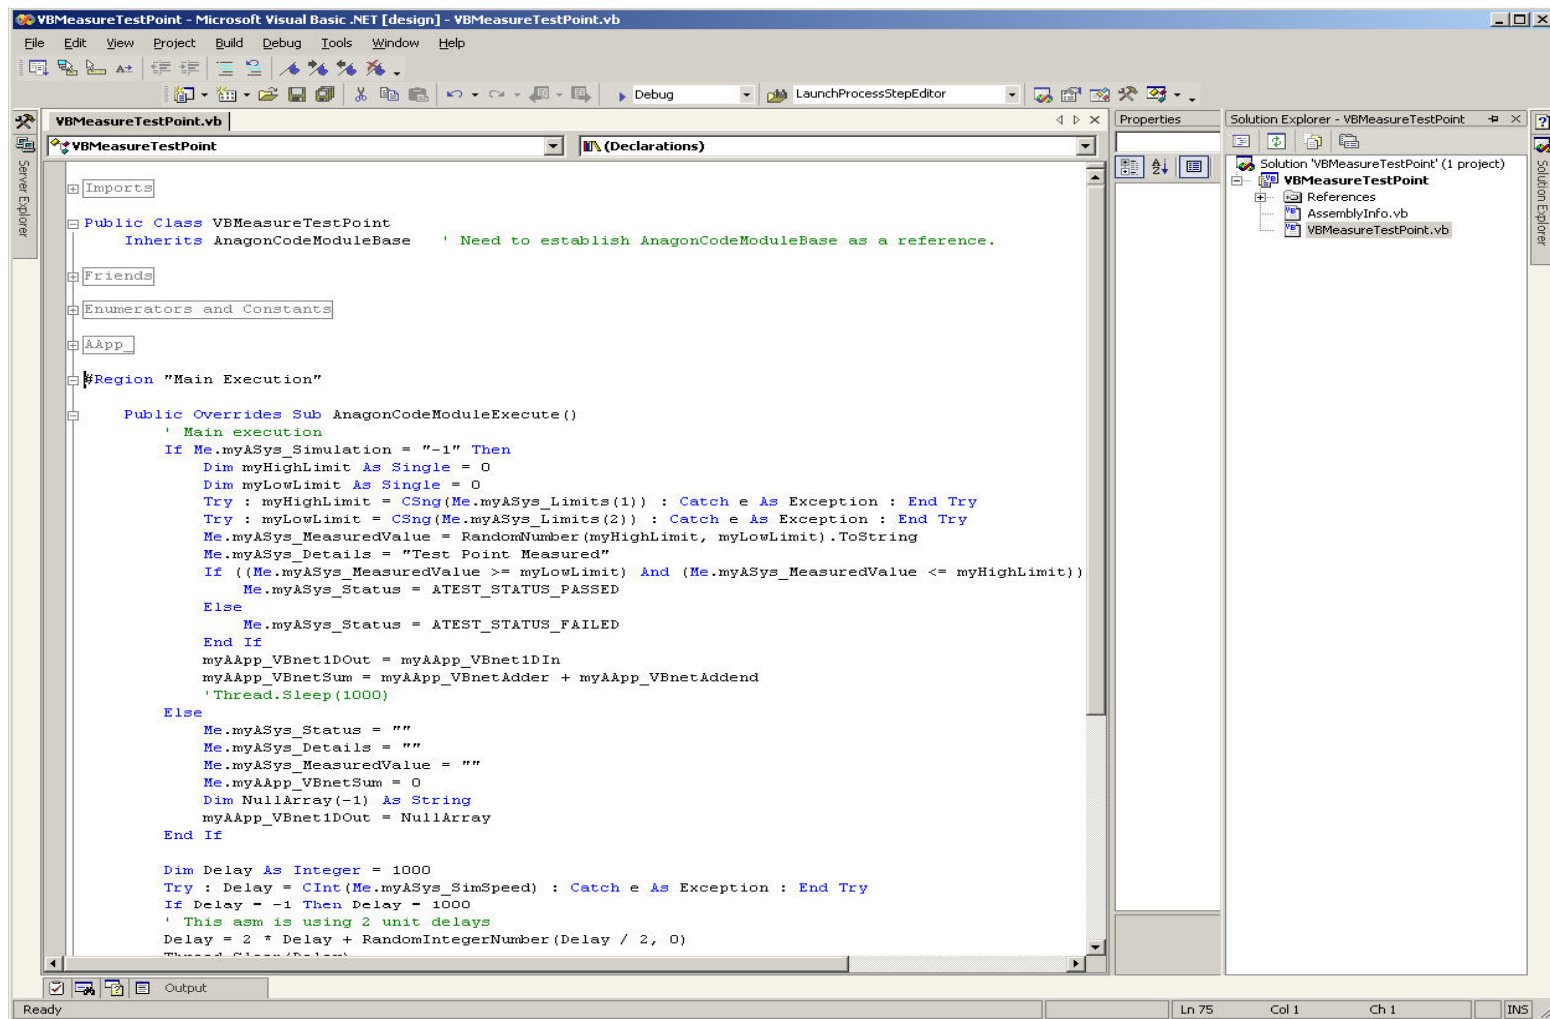 VBMeasureTestPoint - Microsoft Visual Basic .NET [design] - VBMeasureTestPoint.vb
File Edit View Project Build Debug Tools Window Help
Debug LaunchProcessStepEditor
VBMeasureTestPoint.vb
VBMeasureTestPoint (Declarations)
Server Explorer
Imports
Public Class VBMeasureTestPoint
Inherits AnagonCodeModuleBase ' Need to establish AnagonCodeModuleBase as a reference.
Friends
Enumerators and Constants
AApp_
#Region "Main Execution"
Public Overrides Sub AnagonCodeModuleExecute()
' Main execution
If Me.myASys_Simulation = "-1" Then
Dim myHighLimit As Single = 0
Dim myLowLimit As Single = 0
Try : myHighLimit = CSng(Me.myASys_Limits(1)) : Catch e As Exception : End Try
Try : myLowLimit = CSng(Me.myASys_Limits(2)) : Catch e As Exception : End Try
Me.myASys_MeasuredValue = RandomNumber(myHighLimit, myLowLimit).ToString
Me.myASys_Details = "Test Point Measured"
If ((Me.myASys_MeasuredValue >= myLowLimit) And (Me.myASys_MeasuredValue <= myHighLimit))
Me.myASys_Status = ATEST_STATUS_PASSED
Else
Me.myASys_Status = ATEST_STATUS_FAILED
End If
myAApp_VBnet1DOut = myAApp_VBnet1DIn
myAApp_VBnetSum = myAApp_VBnetAdder + myAApp_VBnetAddend
'Thread.Sleep(1000)
Else
Me.myASys_Status = ""
Me.myASys_Details = ""
Me.myASys_MeasuredValue = ""
Me.myAApp_VBnetSum = 0
Dim NullArray(-1) As String
myAApp_VBnet1DOut = NullArray
End If
Dim Delay As Integer = 1000
Try : Delay = CInt(Me.myASys_SimSpeed) : Catch e As Exception : End Try
If Delay = -1 Then Delay = 1000
' This asm is using 2 unit delays
Delay = 2 * Delay + RandomIntegerNumber(Delay / 2, 0)
Thread.Sleep(Delay)
Properties
Solution Explorer - VBMeasureTestPoint
Solution 'VBMeasureTestPoint' (1 project)
VBMeasureTestPoint
References
AssemblyInfo.vb
VBMeasureTestPoint.vb
Solution Explorer
Output
Ready Ln 75 Col 1 Ch 1 INS